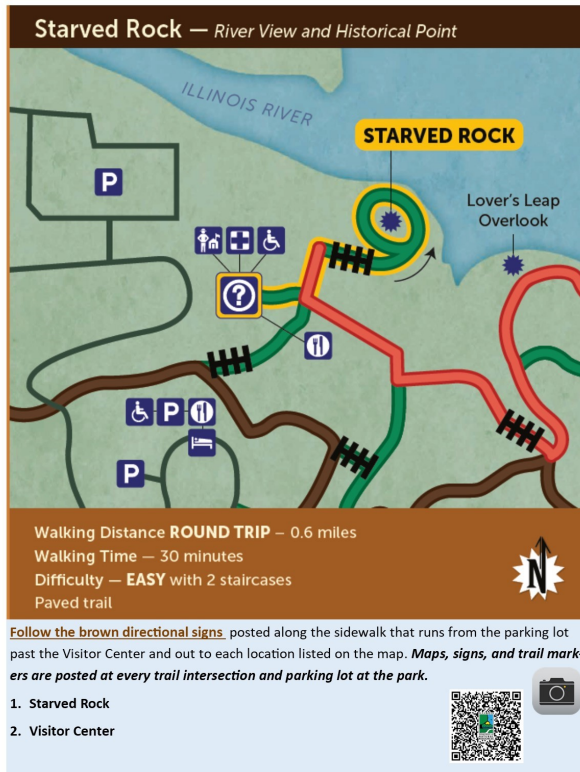 Starved Rock — River View and Historical Point
ILLINOIS RIVER
STARVED ROCK
P
Lover's Leap
Overlook
?
P
P
N
Walking Distance ROUND TRIP – 0.6 miles
Walking Time — 30 minutes
Difficulty — EASY with 2 staircases
Paved trail
Follow the brown directional signs posted along the sidewalk that runs from the parking lot
past the Visitor Center and out to each location listed on the map. Maps, signs, and trail mark-
ers are posted at every trail intersection and parking lot at the park.
1. Starved Rock
2. Visitor Center